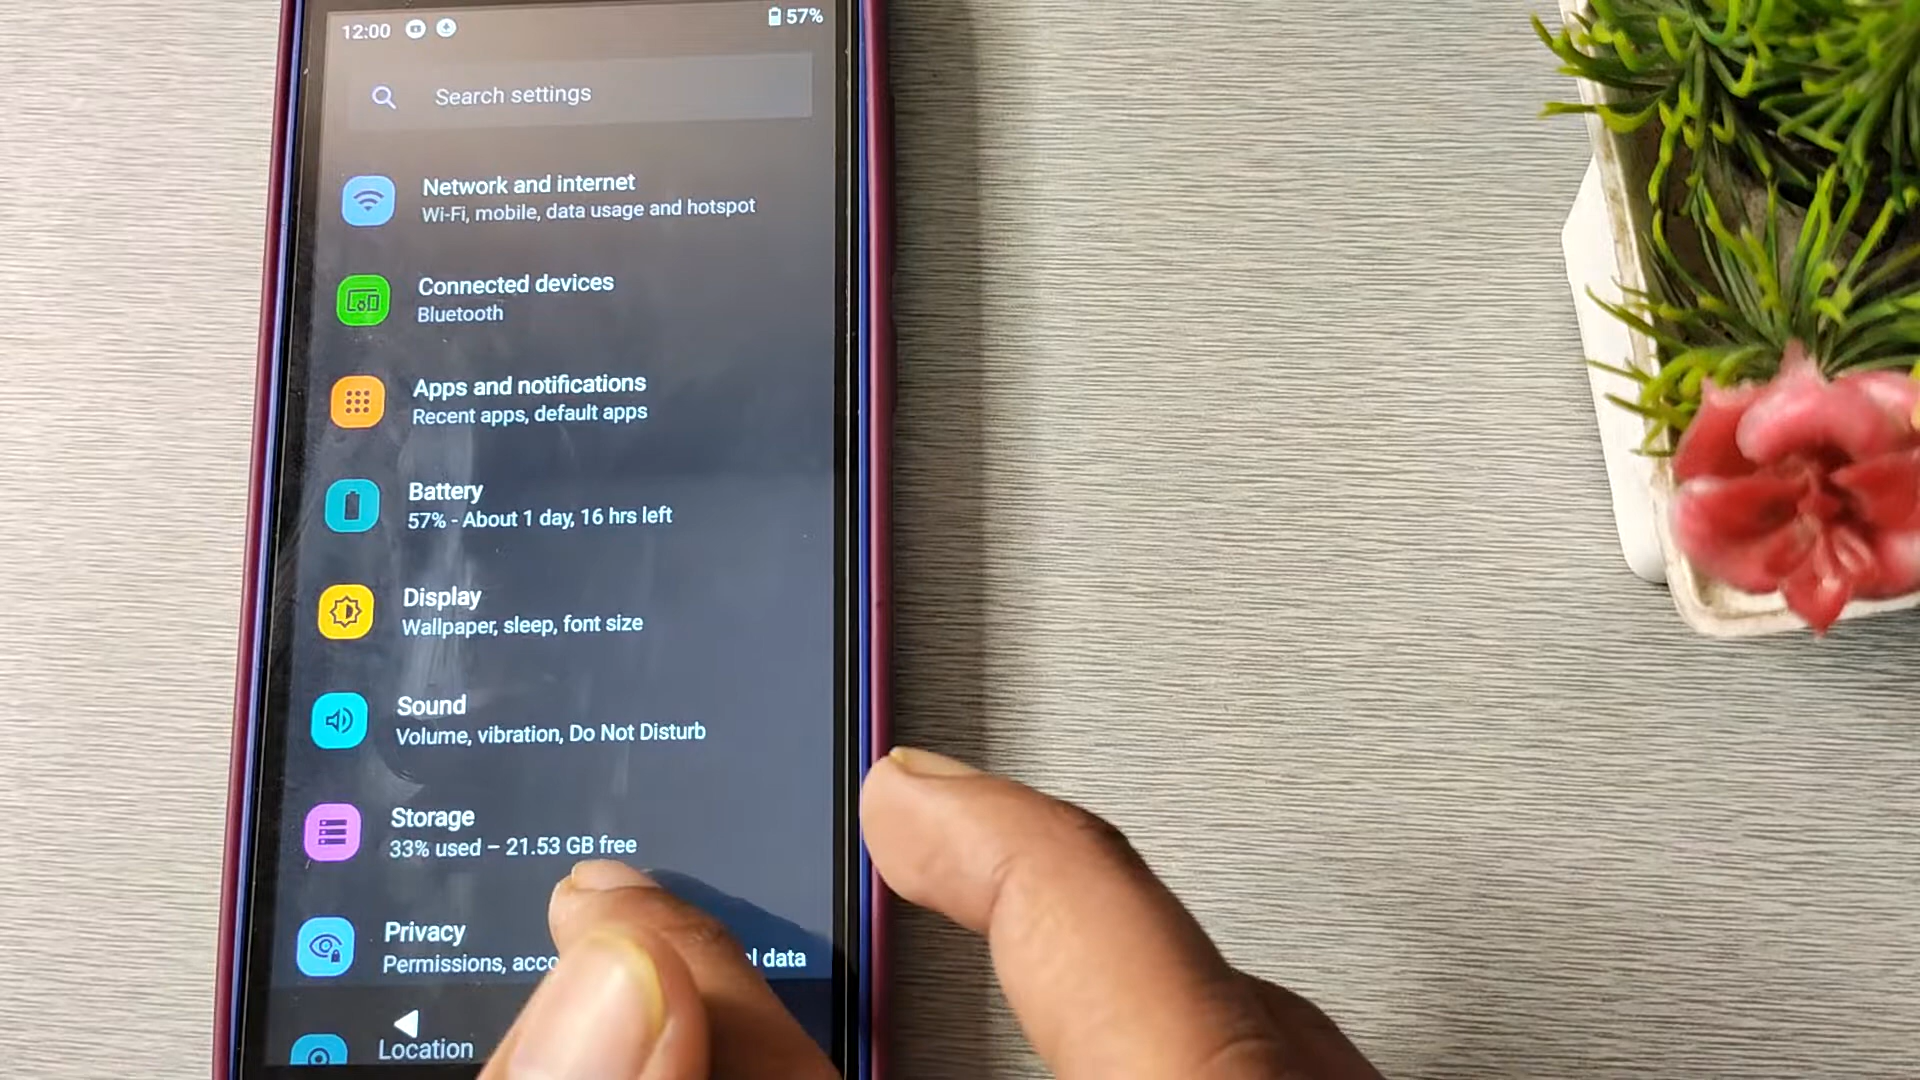 12:00
57%
Search settings
Network and internet
Wi-Fi, mobile, data usage and hotspot
Connected devices
Bluetooth
Apps and notifications
Recent apps, default apps
Battery
57% - About 1 day, 16 hrs left
Display
Wallpaper, sleep, font size
Sound
Volume, vibration, Do Not Disturb
Storage
33% used – 21.53 GB free
Privacy
Permissions, data
Location